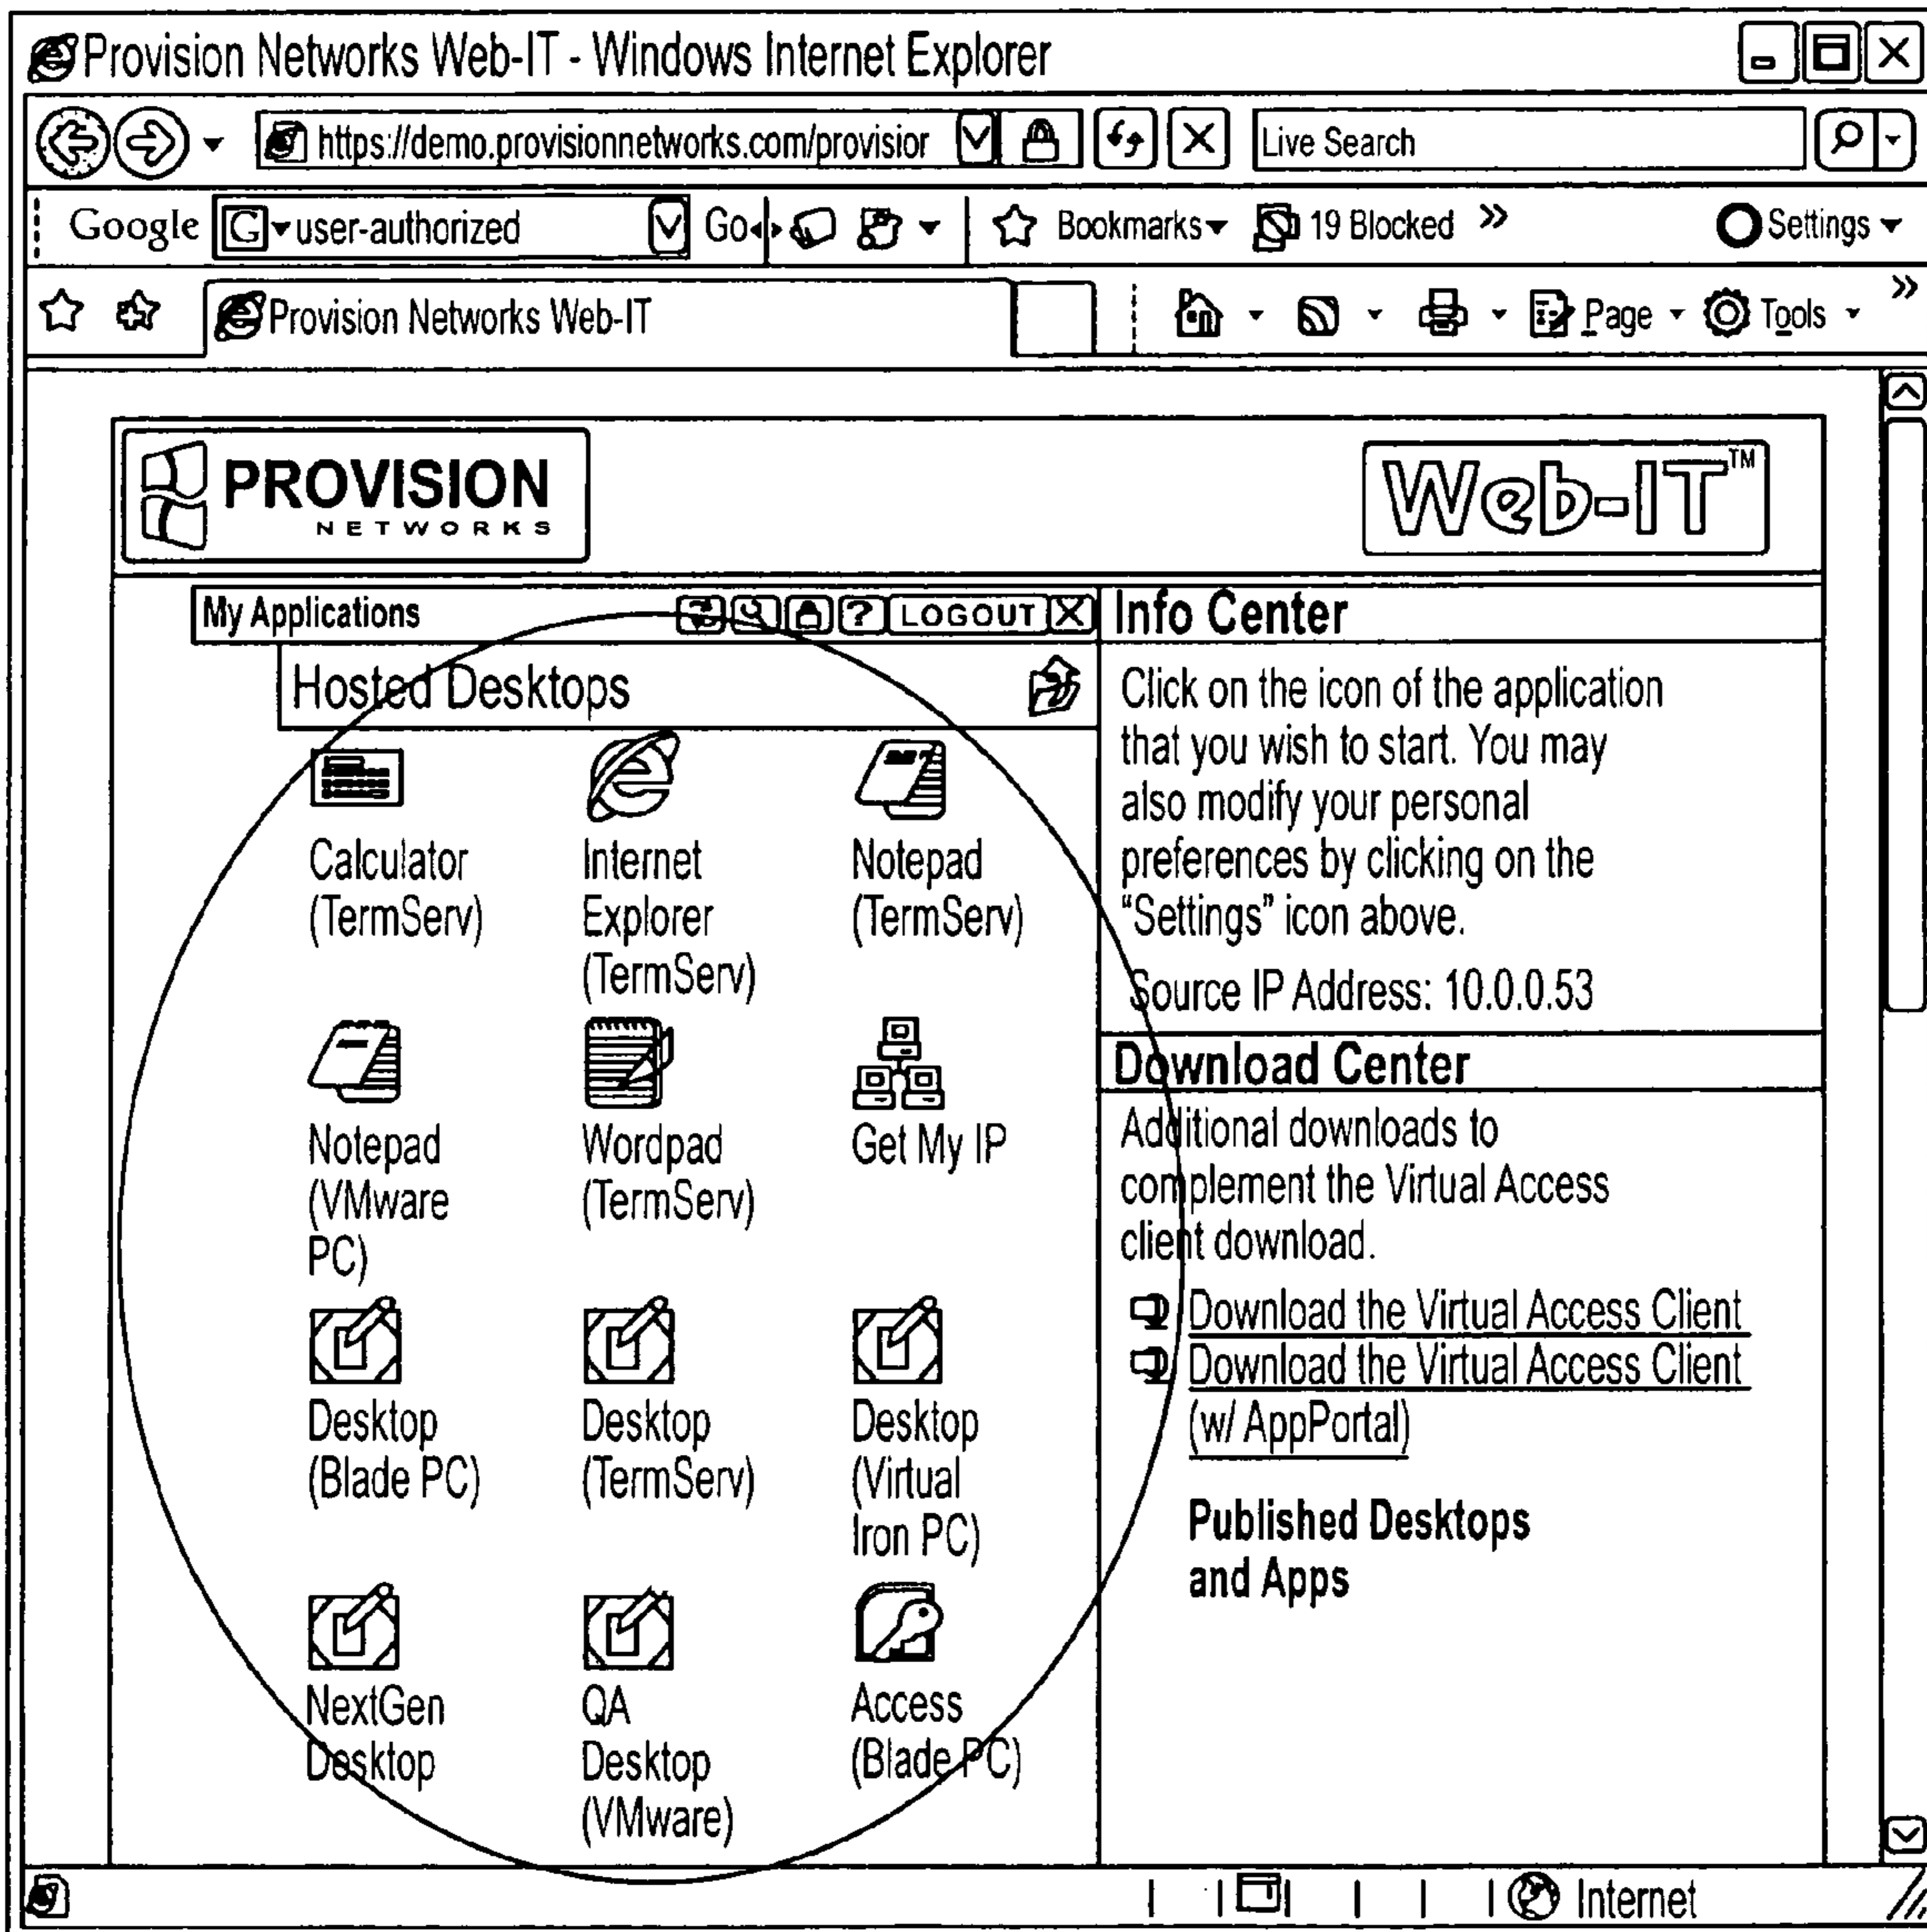 Provision Networks Web-IT - Windows Internet Explorer
https://demo.provisionnetworks.com/provisior
Live Search
Google G user-authorized Go Bookmarks 19 Blocked » Settings
Provision Networks Web-IT
Page Tools »
PROVISION
NETWORKS
Web-IT™
My Applications
? LOGOUT X
Hosted Desktops
Calculator
(TermServ)
Internet
Explorer
(TermServ)
Notepad
(TermServ)
Notepad
(VMware
PC)
Wordpad
(TermServ)
Get My IP
Desktop
(Blade PC)
Desktop
(TermServ)
Desktop
(Virtual
Iron PC)
NextGen
Desktop
QA
Desktop
(VMware)
Access
(Blade PC)
Info Center
Click on the icon of the application
that you wish to start. You may
also modify your personal
preferences by clicking on the
“Settings” icon above.
Source IP Address: 10.0.0.53
Download Center
Additional downloads to
complement the Virtual Access
client download.
Download the Virtual Access Client
Download the Virtual Access Client
(w/ AppPortal)
Published Desktops
and Apps
Internet